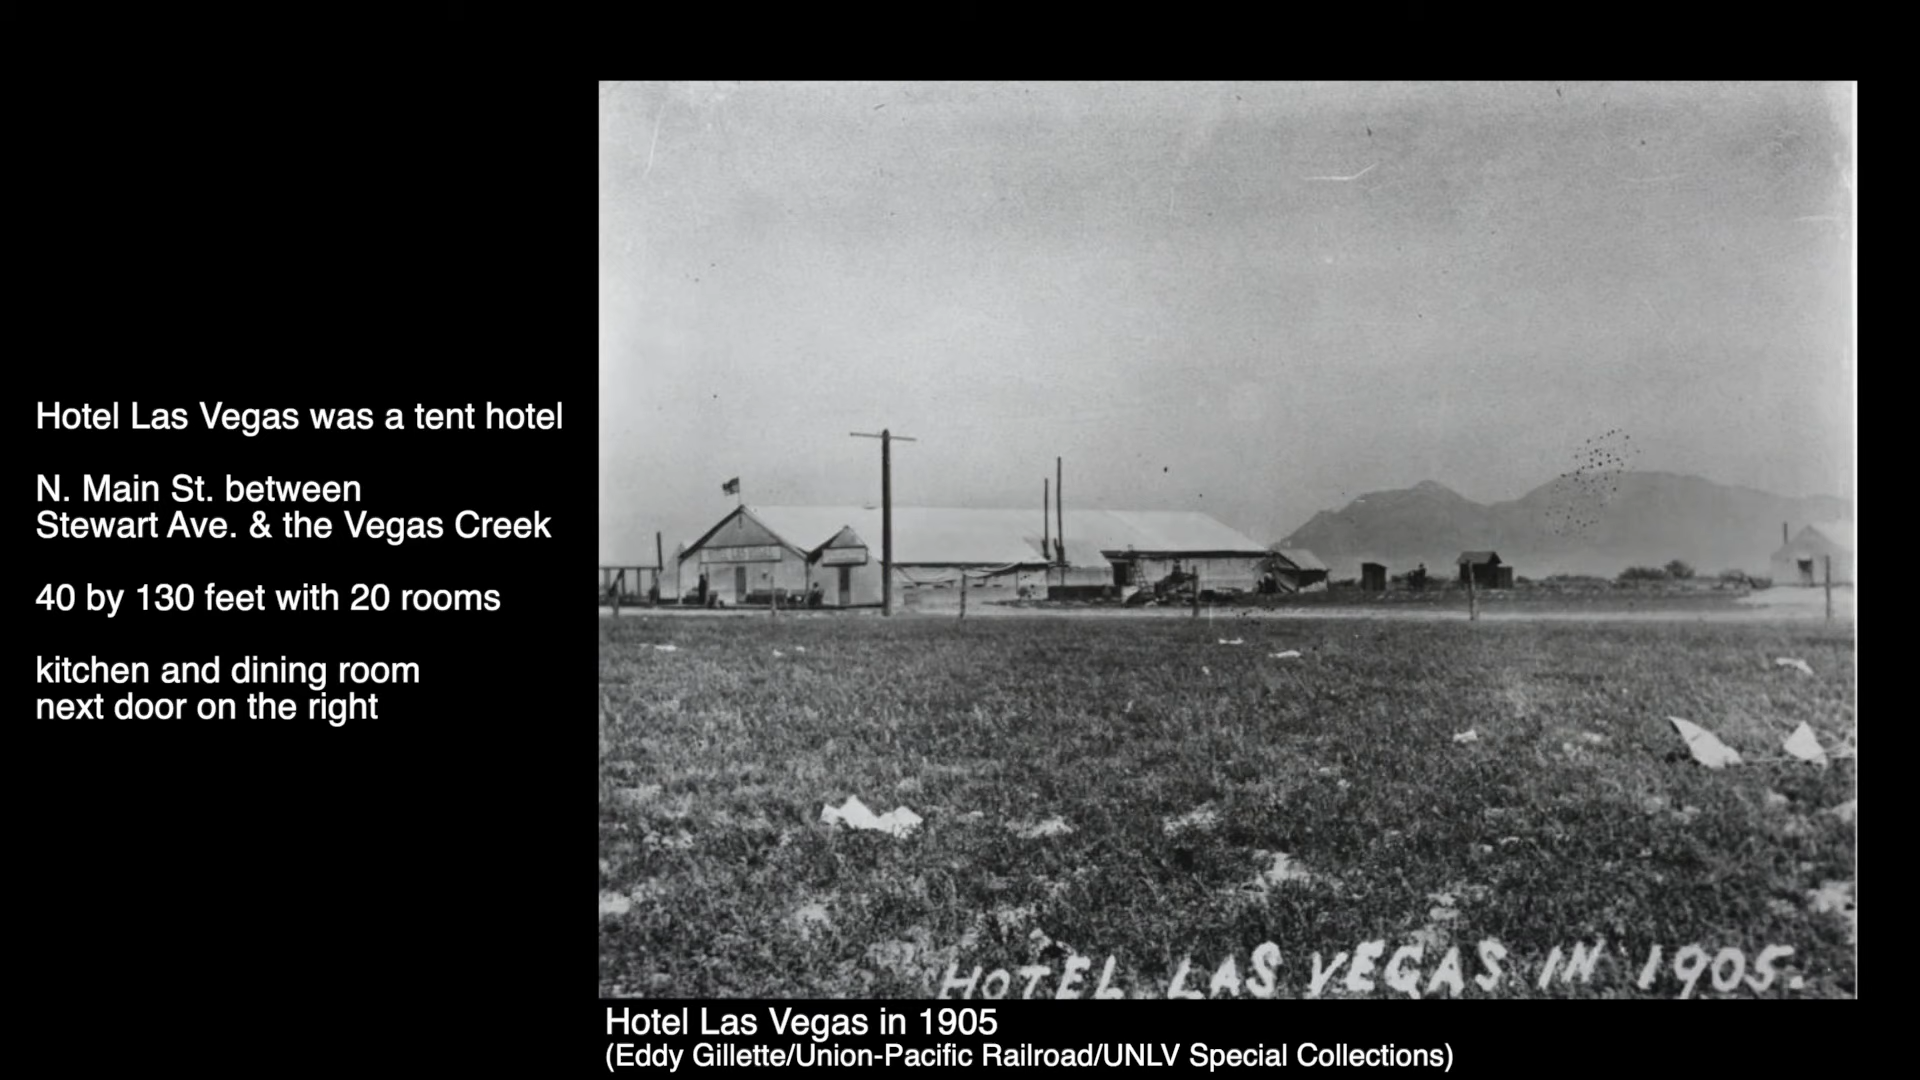 Hotel Las Vegas was a tent hotel
N. Main St. between
Stewart Ave. & the Vegas Creek
40 by 130 feet with 20 rooms
kitchen and dining room
next door on the right
HOTEL LAS VEGAS IN 1905.
Hotel Las Vegas in 1905
(Eddy Gillette/Union-Pacific Railroad/UNLV Special Collections)